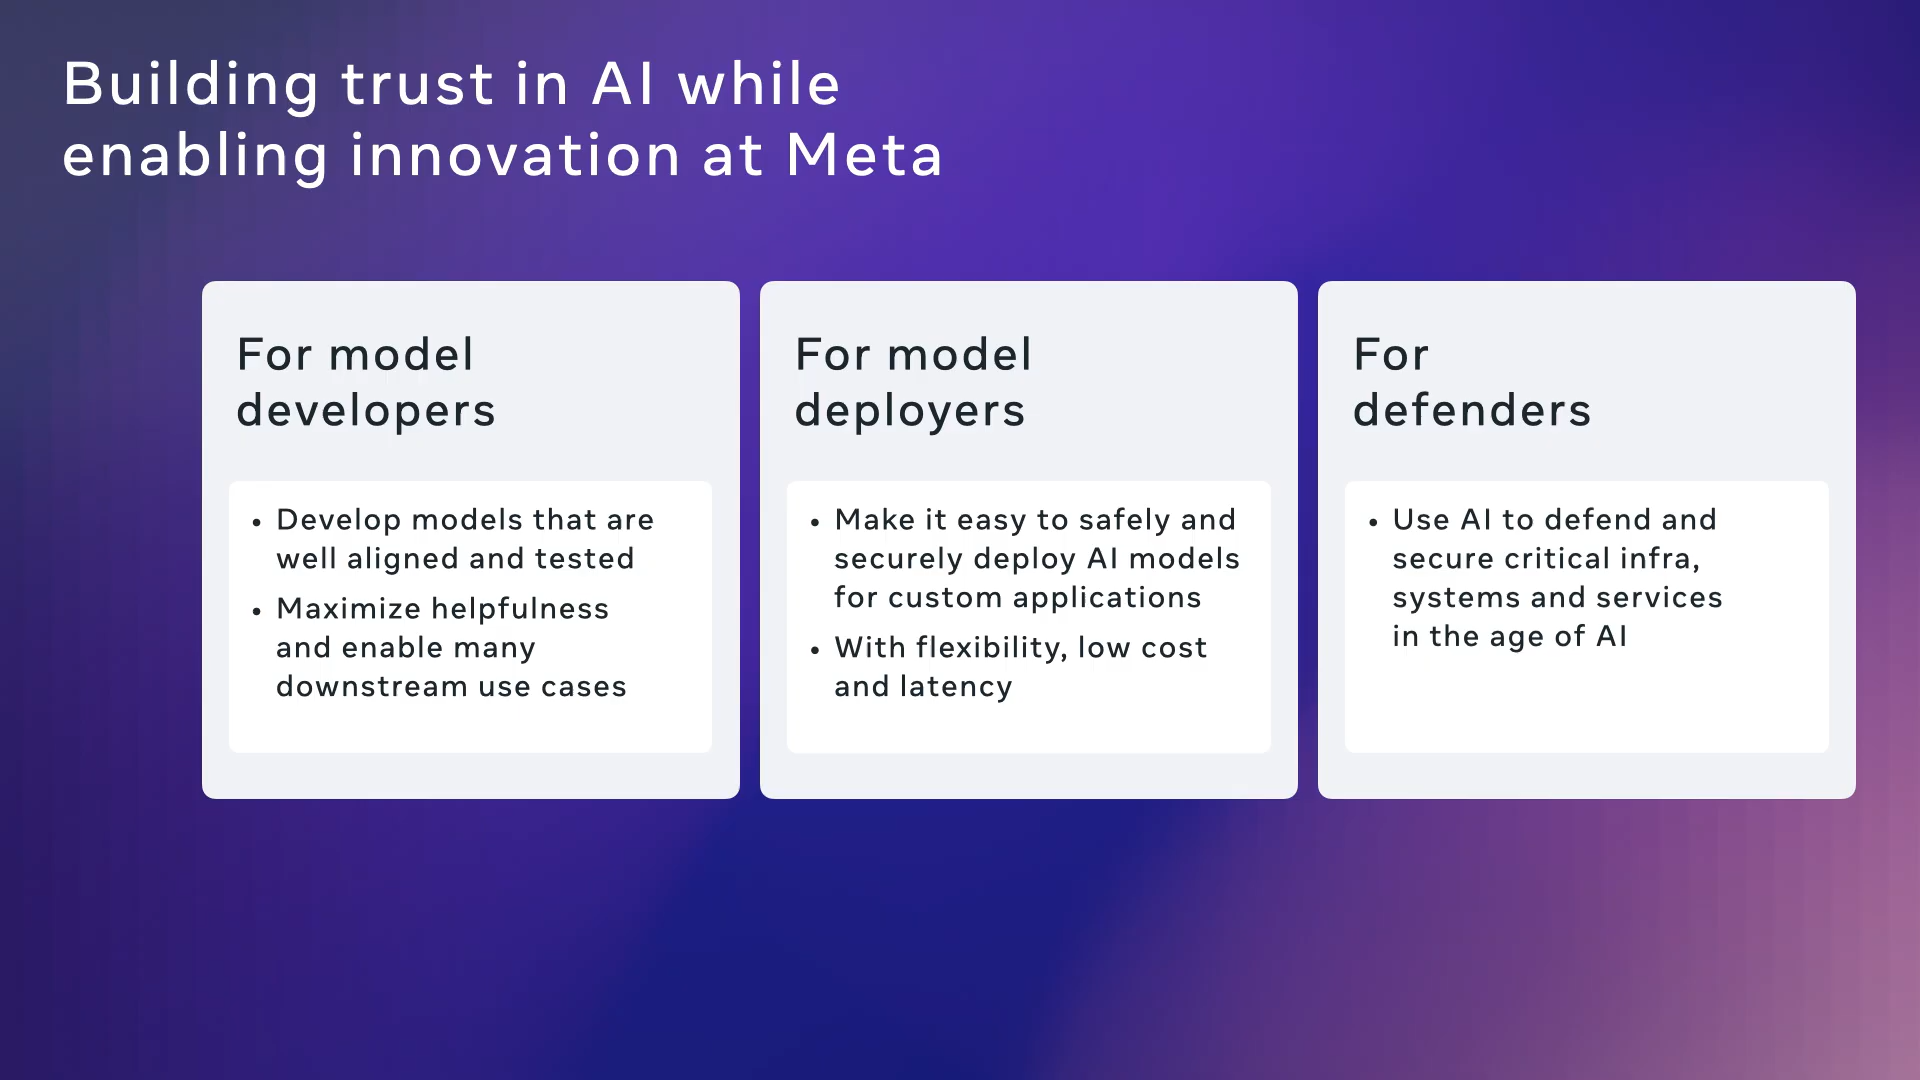 Building trust in AI while
enabling innovation at Meta
For model
developers
• Develop models that are
well aligned and tested
• Maximize helpfulness
and enable many
downstream use cases
For model
deployers
• Make it easy to safely and
securely deploy AI models
for custom applications
• With flexibility, low cost
and latency
For
defenders
• Use AI to defend and
secure critical infra,
systems and services
in the age of AI